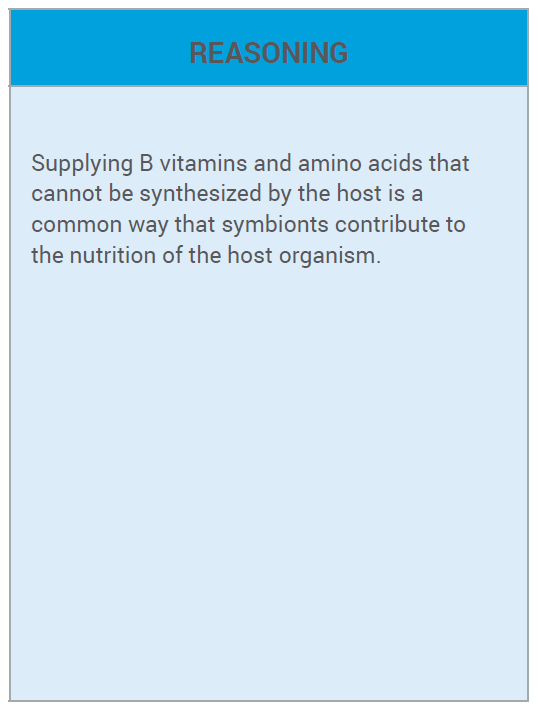 REASONING
Supplying B vitamins and amino acids that
cannot be synthesized by the host is a
common way that symbionts contribute to
the nutrition of the host organism.